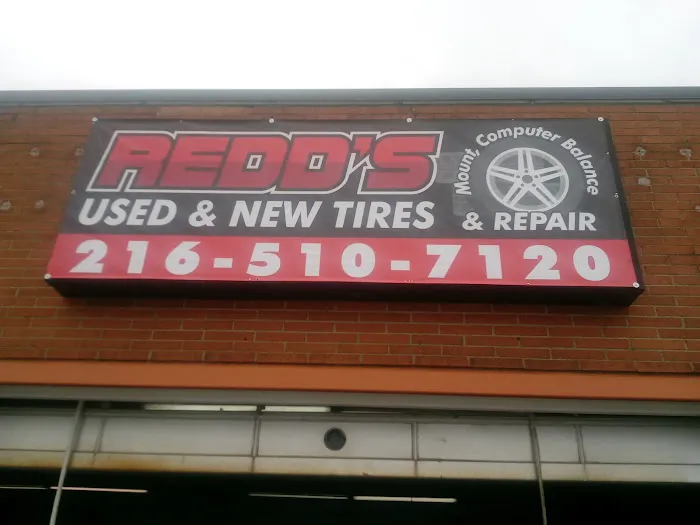 REDD'S
Mount, Computer Balance
USED & NEW TIRES
& REPAIR
216-510-7120